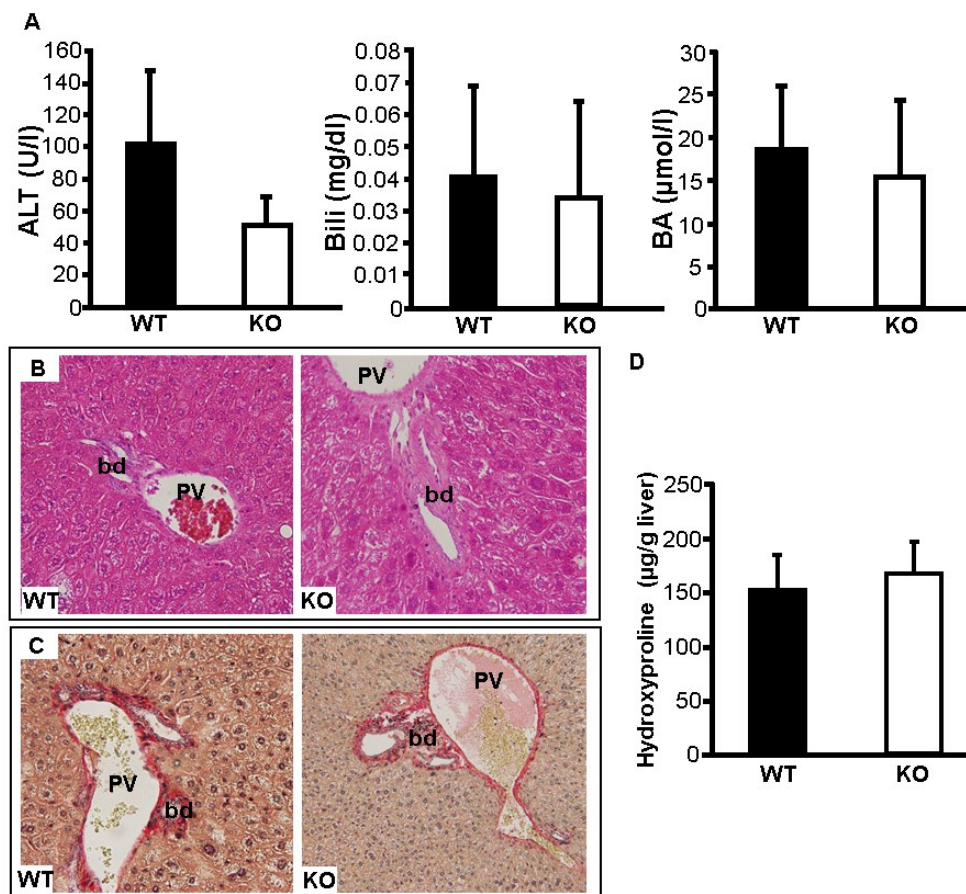 A
ALT (U/l)
160
140
120
100
80
60
40
20
0
WT KO
Bili (mg/dl)
0.08
0.07
0.06
0.05
0.04
0.03
0.02
0.01
0
WT KO
BA (µmol/l)
30
25
20
15
10
5
0
WT KO
B
bd
PV
WT
PV
bd
KO
C
PV
bd
WT
PV
bd
KO
D
Hydroxyproline (µg/g liver)
250
200
150
100
50
0
WT KO